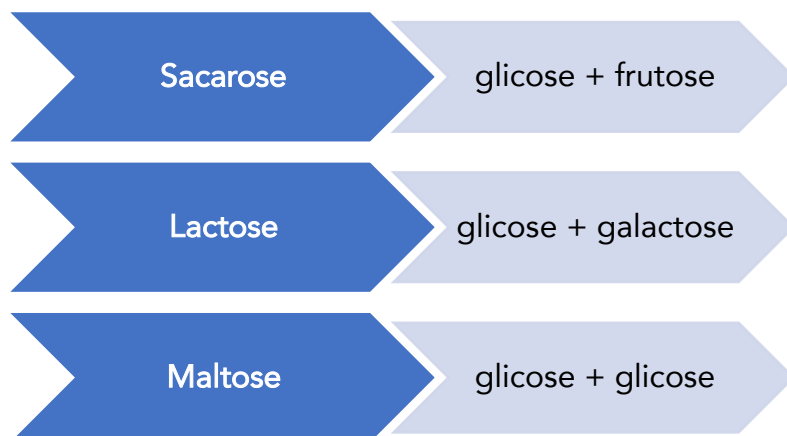 Sacarose
glicose + frutose
Lactose
glicose + galactose
Maltose
glicose + glicose